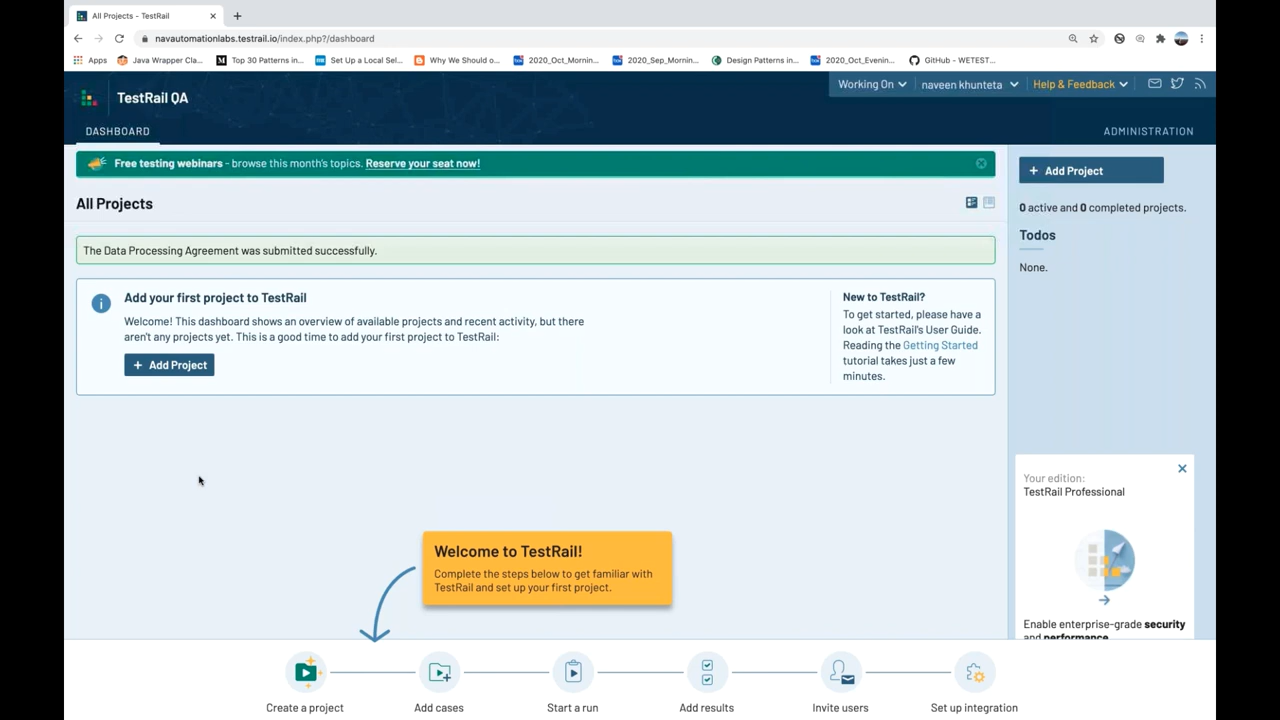 All Projects - TestRail
navautomationlabs.testrail.io/index.php?/dashboard
Apps
Java Wrapper Cla...
Top 30 Patterns in...
Set Up a Local Sel...
Why We Should o...
2020_Oct_Mornin...
2020_Sep_Mornin...
Design Patterns in...
2020_Oct_Evenin...
GitHub - WETEST...
TestRail QA
Working On
naveen khunteta
Help & Feedback
DASHBOARD
ADMINISTRATION
Free testing webinars - browse this month's topics. Reserve your seat now!
+ Add Project
All Projects
0 active and 0 completed projects.
Todos
None.
The Data Processing Agreement was submitted successfully.
Add your first project to TestRail
Welcome! This dashboard shows an overview of available projects and recent activity, but there
aren't any projects yet. This is a good time to add your first project to TestRail:
+ Add Project
New to TestRail?
To get started, please have a
look at TestRail's User Guide.
Reading the Getting Started
tutorial takes just a few
minutes.
Your edition:
TestRail Professional
Enable enterprise-grade security
and performance
Welcome to TestRail!
Complete the steps below to get familiar with
TestRail and set up your first project.
Create a project
Add cases
Start a run
Add results
Invite users
Set up integration